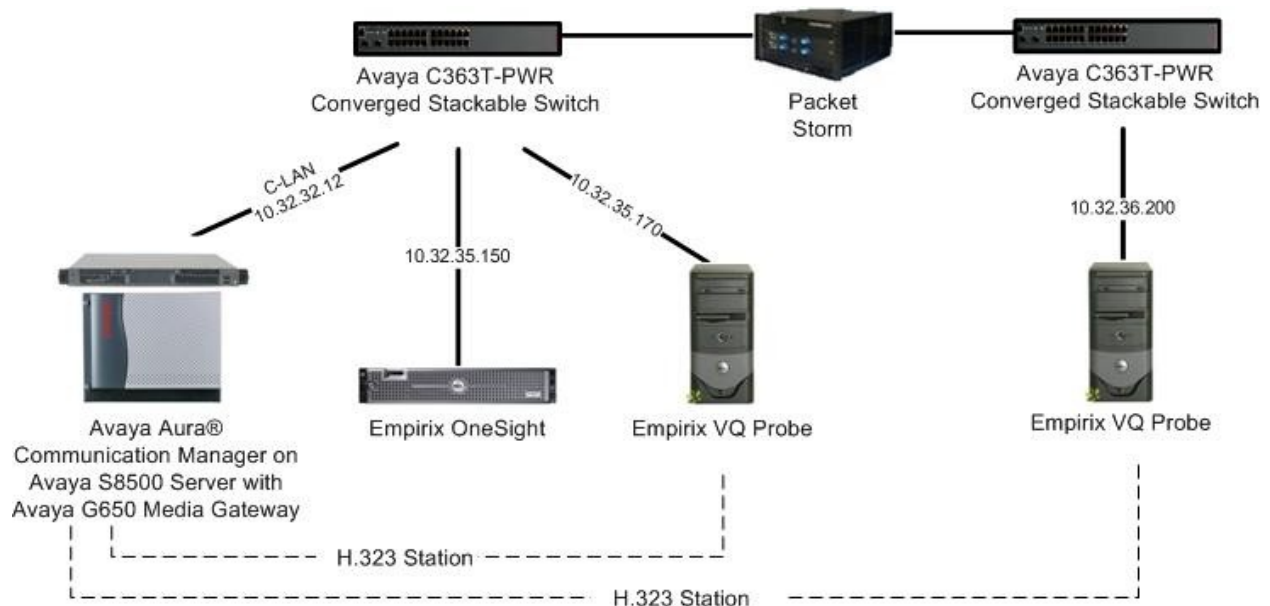 Avaya C363T-PWR
Converged Stackable Switch
Packet
Storm
Avaya C363T-PWR
Converged Stackable Switch
C-LAN
10.32.32.12
10.32.35.150
10.32.35.170
10.32.36.200
Avaya Aura®
Communication Manager on
Avaya S8500 Server with
Avaya G650 Media Gateway
Empirix OneSight
Empirix VQ Probe
Empirix VQ Probe
H.323 Station
H.323 Station